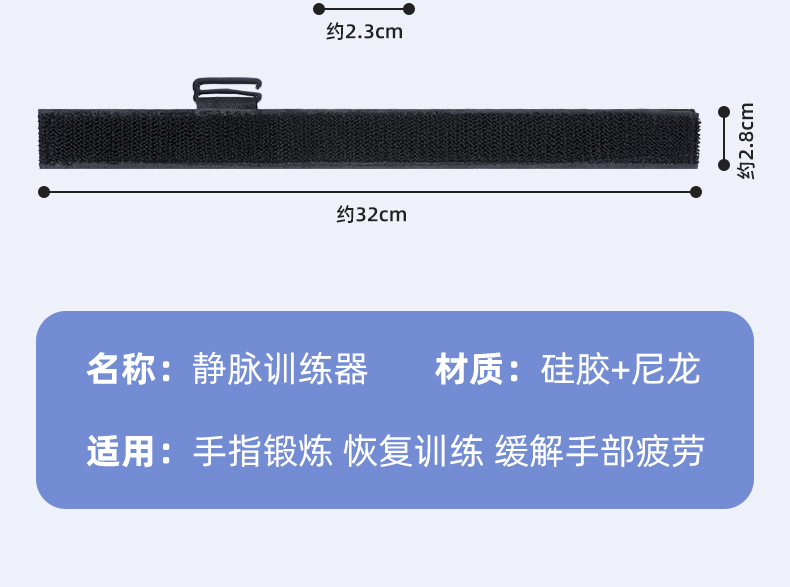 约2.3cm
约2.8cm
约32cm
名称：静脉训练器 材质：硅胶+尼龙
适用：手指锻炼 恢复训练 缓解手部疲劳